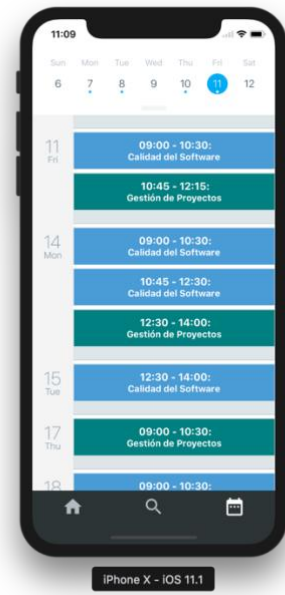 11:09
Sun Mon Tue Wed Thu Fri Sat
6 7 8 9 10 11 12
11
Fri
09:00 - 10:30:
Calidad del Software
10:45 - 12:15:
Gestión de Proyectos
14
Mon
09:00 - 10:30:
Calidad del Software
10:45 - 12:30:
Calidad del Software
12:30 - 14:00:
Gestión de Proyectos
15
Tue
12:30 - 14:00:
Calidad del Software
17
Thu
09:00 - 10:30:
Gestión de Proyectos
18
09:00 - 10:30:
iPhone X - iOS 11.1